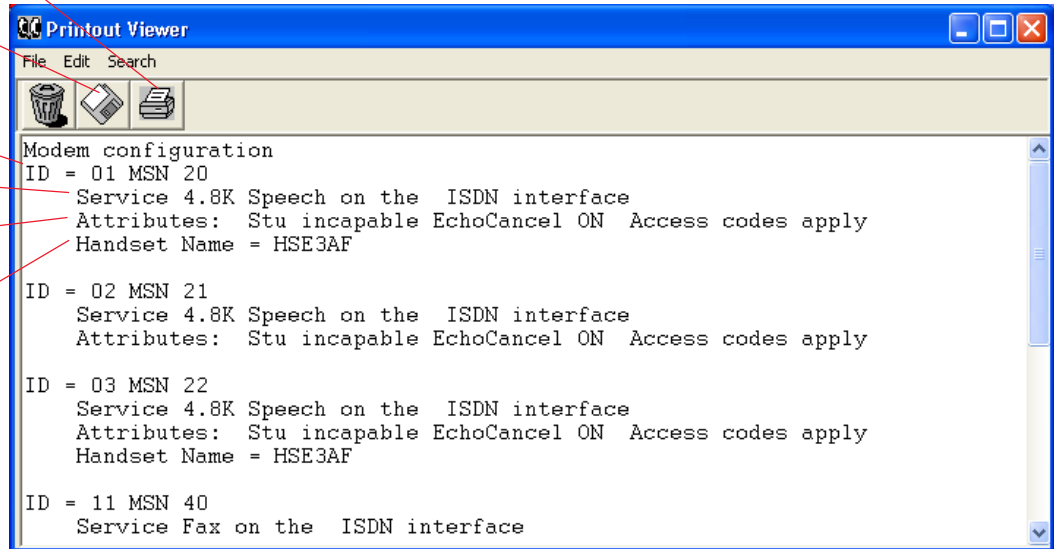 Printout Viewer
File Edit Search
Modem configuration
ID = 01 MSN 20
Service 4.8K Speech on the ISDN interface
Attributes: Stu incapable EchoCancel ON Access codes apply
Handset Name = HSE3AF
ID = 02 MSN 21
Service 4.8K Speech on the ISDN interface
Attributes: Stu incapable EchoCancel ON Access codes apply
ID = 03 MSN 22
Service 4.8K Speech on the ISDN interface
Attributes: Stu incapable EchoCancel ON Access codes apply
Handset Name = HSE3AF
ID = 11 MSN 40
Service Fax on the ISDN interface